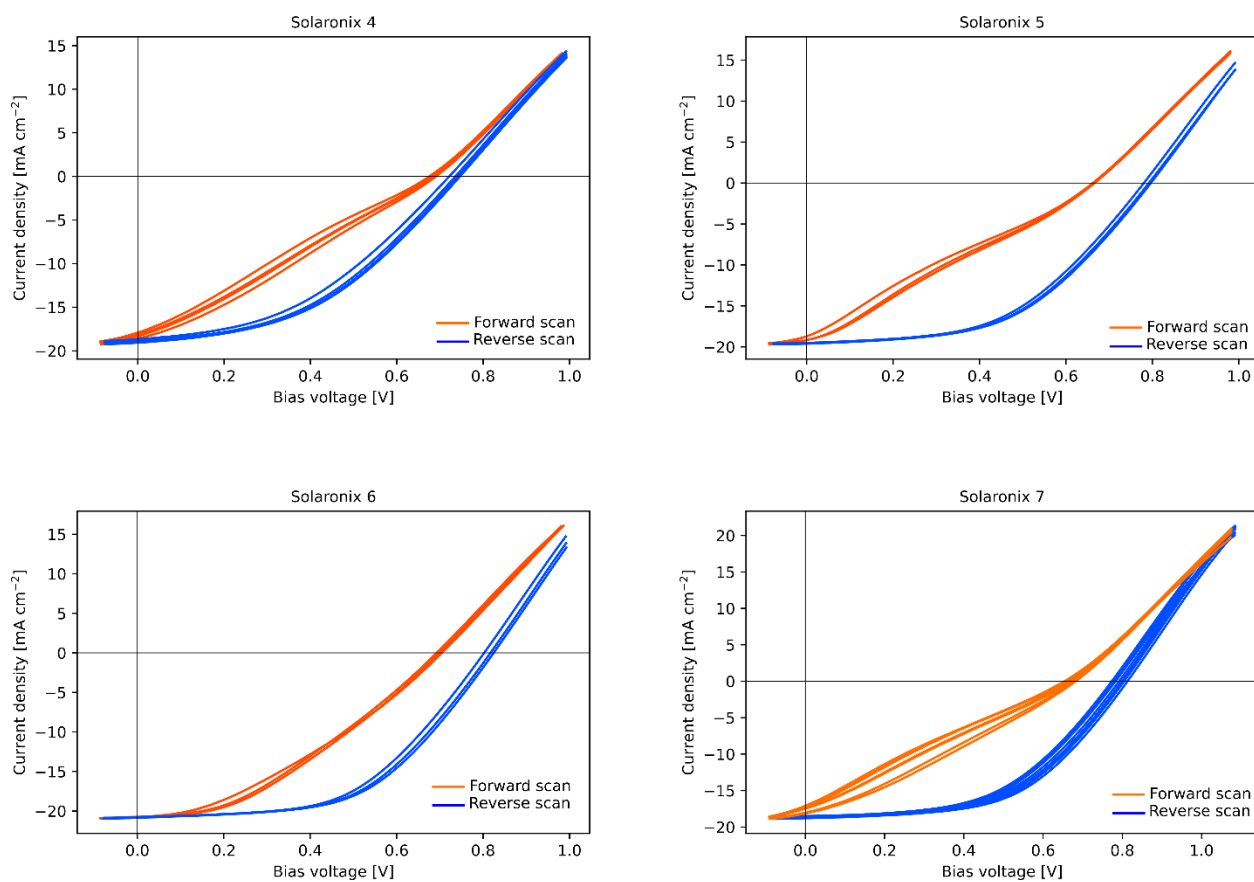 Solaronix 4
Current density [mA cm⁻²]
15
10
5
0
−5
−10
−15
−20
Forward scan
Reverse scan
0.0 0.2 0.4 0.6 0.8 1.0
Bias voltage [V]
Solaronix 5
Current density [mA cm⁻²]
15
10
5
0
−5
−10
−15
−20
Forward scan
Reverse scan
0.0 0.2 0.4 0.6 0.8 1.0
Bias voltage [V]
Solaronix 6
Current density [mA cm⁻²]
15
10
5
0
−5
−10
−15
−20
Forward scan
Reverse scan
0.0 0.2 0.4 0.6 0.8 1.0
Bias voltage [V]
Solaronix 7
Current density [mA cm⁻²]
20
15
10
5
0
−5
−10
−15
−20
Forward scan
Reverse scan
0.0 0.2 0.4 0.6 0.8 1.0
Bias voltage [V]